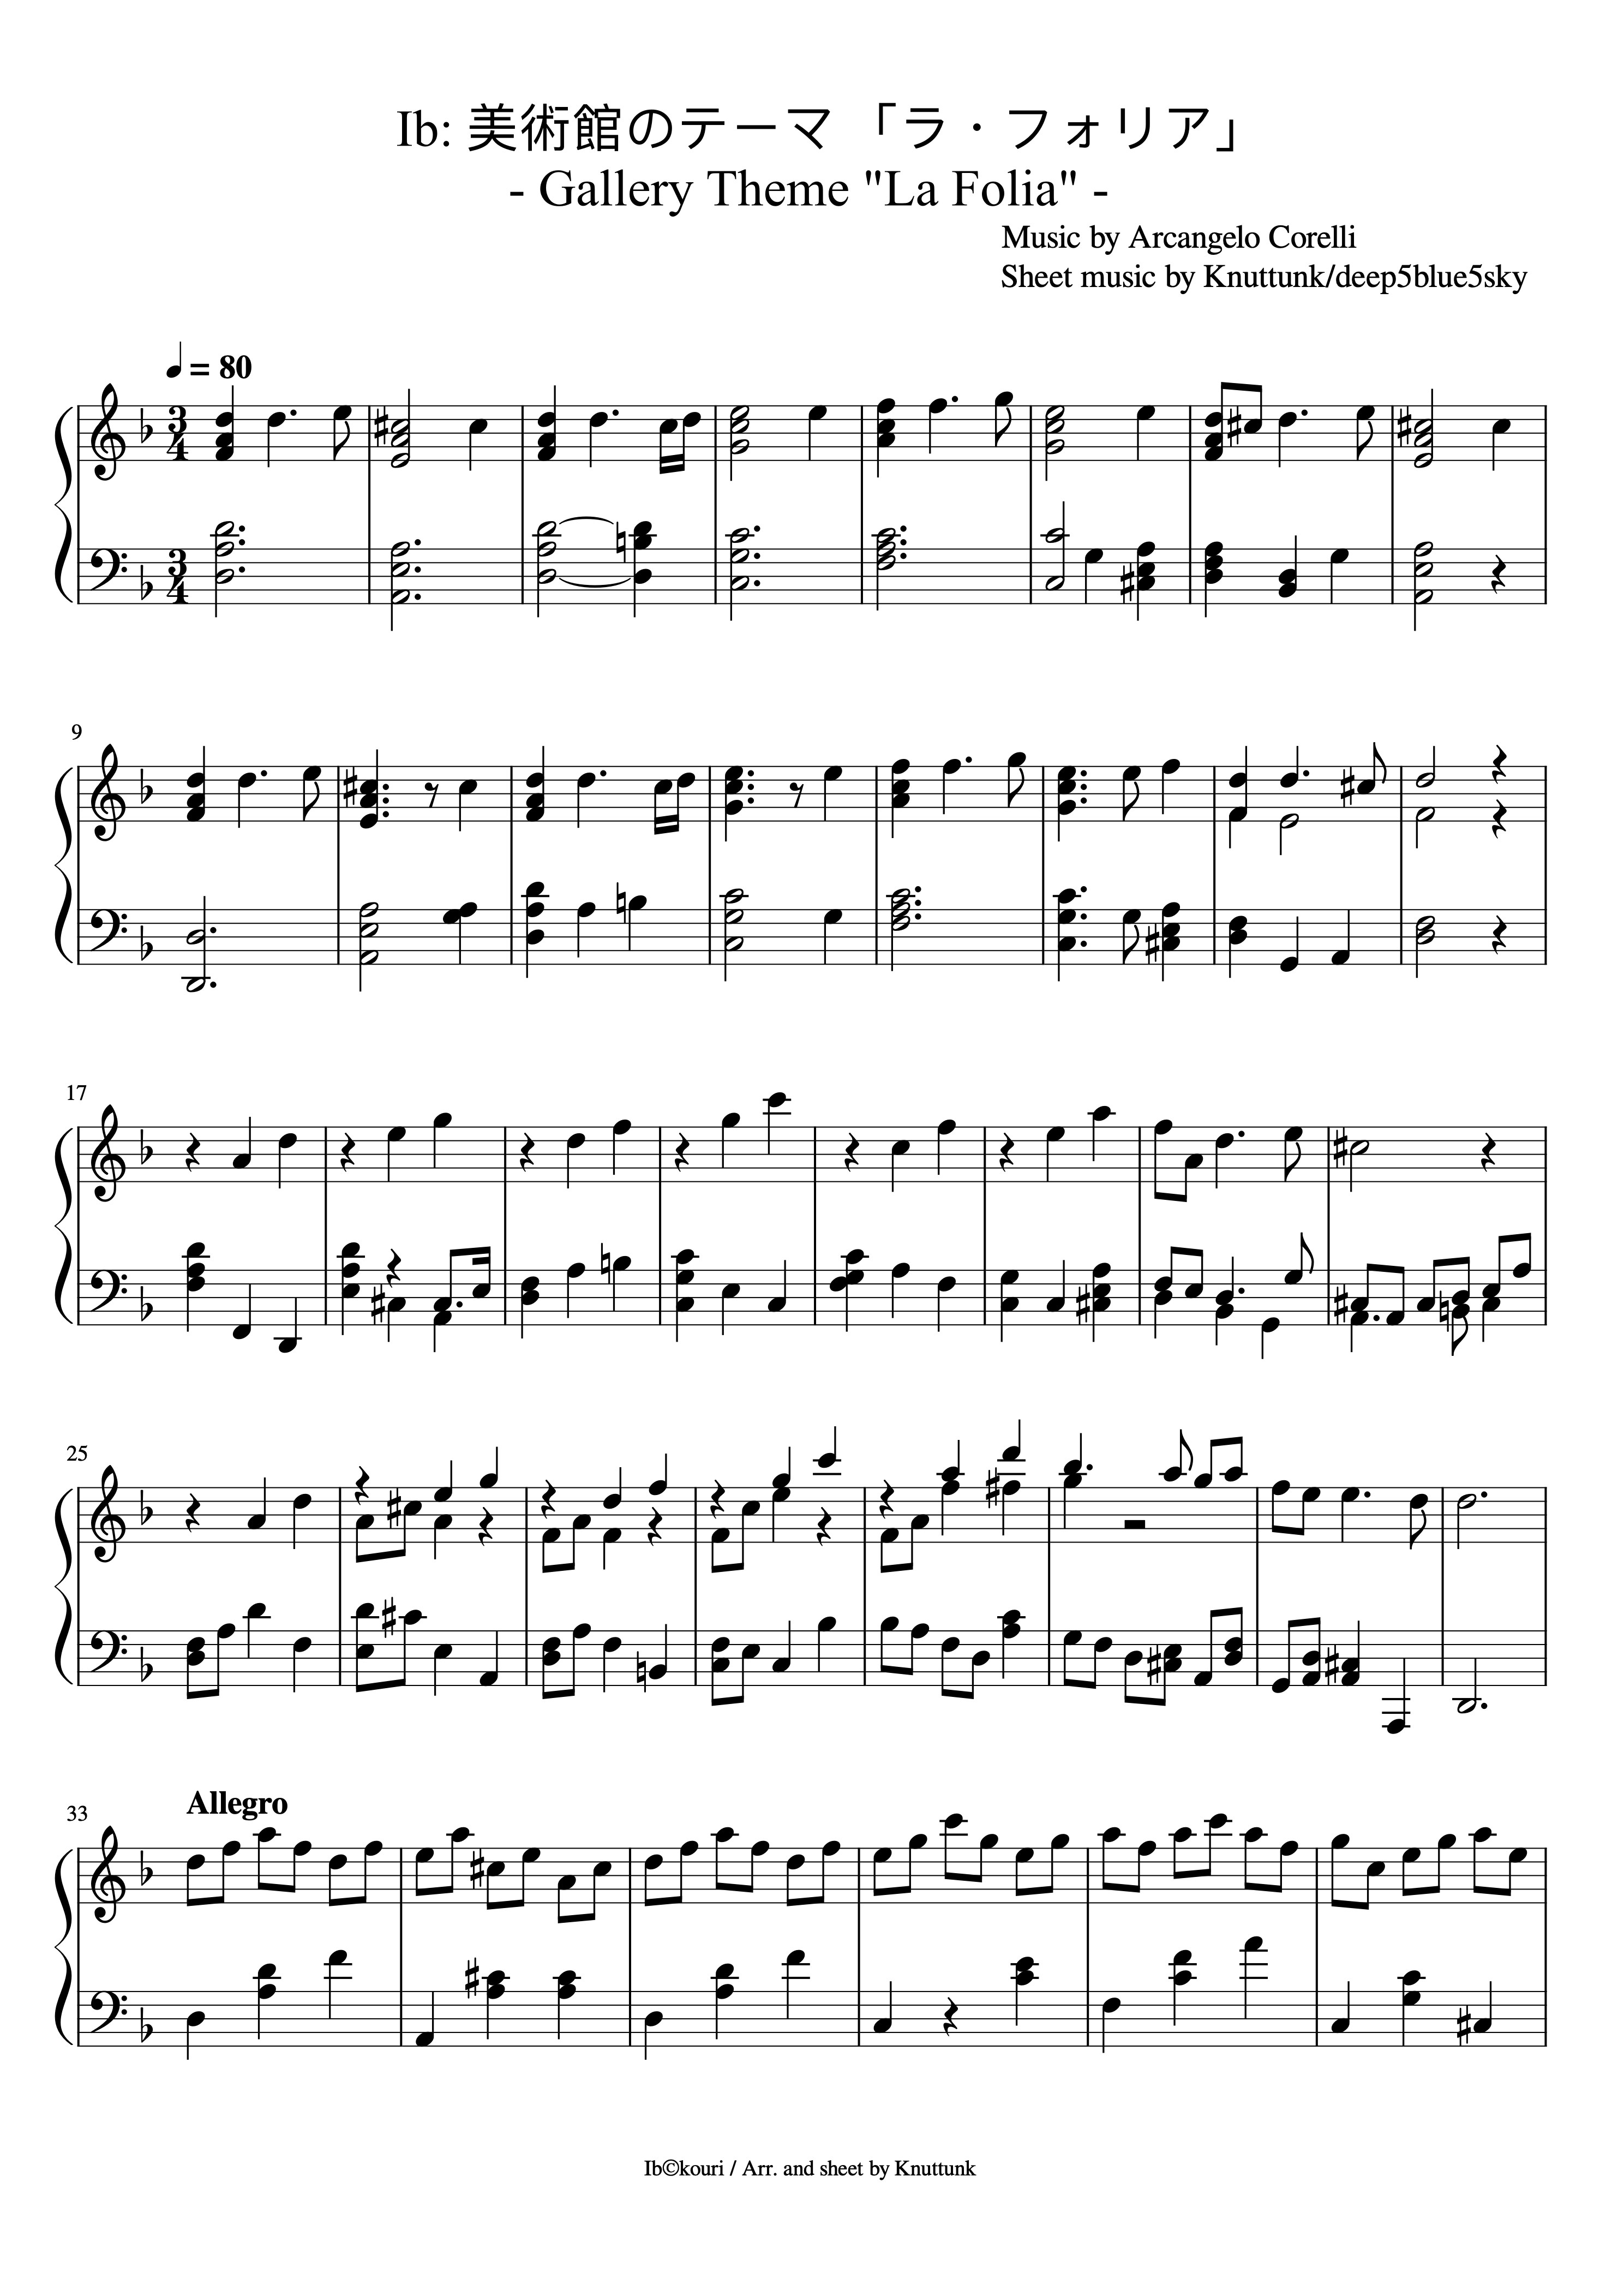 Ib: 美術館のテーマ 「ラ・フォリア」
- Gallery Theme "La Folia" -
Music by Arcangelo Corelli
Sheet music by Knuttunk/deep5blue5sky
♩ = 80
3/4
3/4
9
17
25
Allegro
33
Ib©kouri / Arr. and sheet by Knuttunk